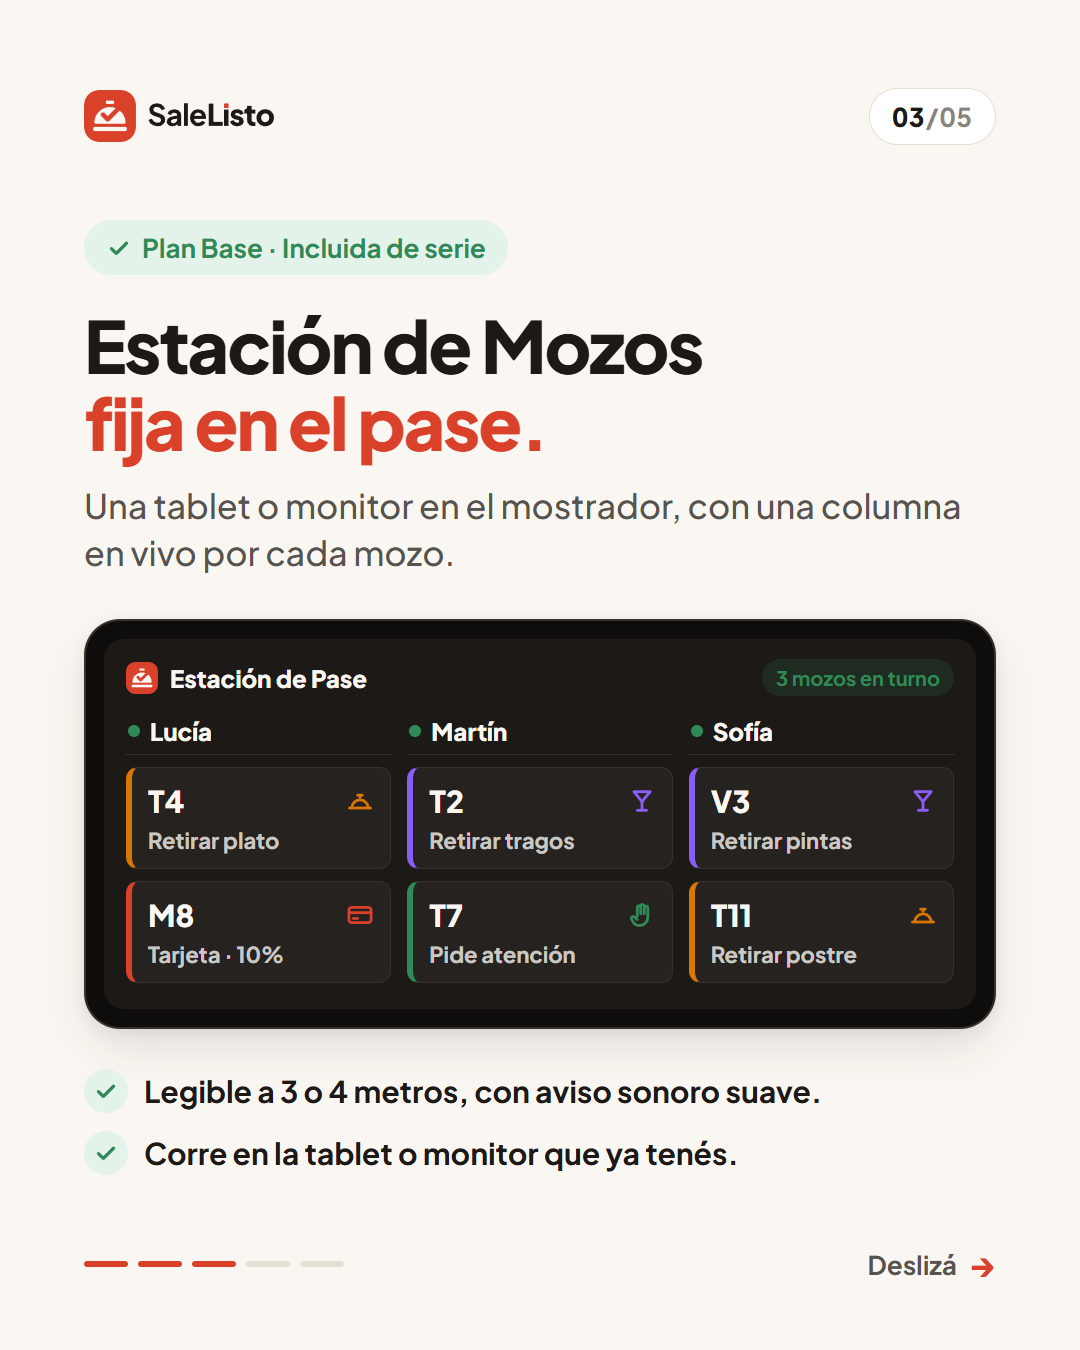 SaleListo
03/05
Plan Base · Incluida de serie
Estación de Mozos
fija en el pase.
Una tablet o monitor en el mostrador, con una columna
en vivo por cada mozo.
Estación de Pase
3 mozos en turno
Lucía
Martín
Sofía
T4
Retirar plato
T2
Retirar tragos
V3
Retirar pintas
M8
Tarjeta · 10%
T7
Pide atención
T11
Retirar postre
Legible a 3 o 4 metros, con aviso sonoro suave.
Corre en la tablet o monitor que ya tenés.
Deslizá →